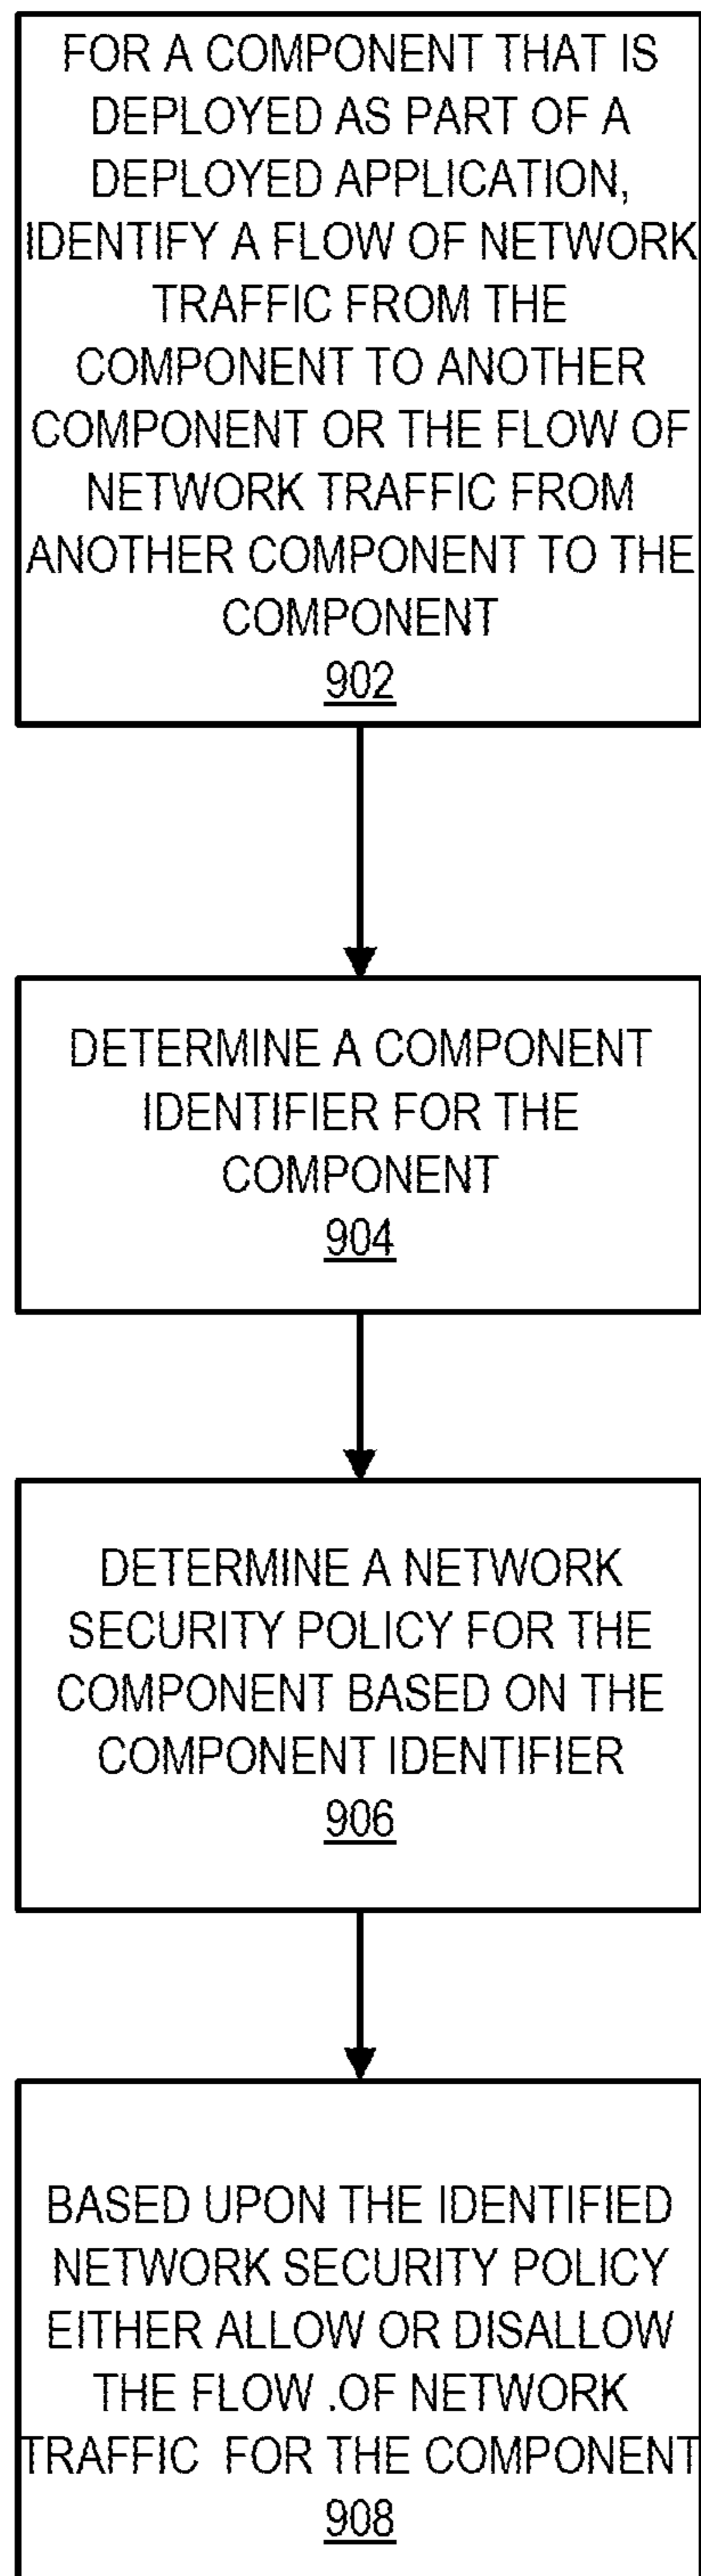 FOR A COMPONENT THAT IS
DEPLOYED AS PART OF A
DEPLOYED APPLICATION,
IDENTIFY A FLOW OF NETWORK
TRAFFIC FROM THE
COMPONENT TO ANOTHER
COMPONENT OR THE FLOW OF
NETWORK TRAFFIC FROM
ANOTHER COMPONENT TO THE
COMPONENT
902
DETERMINE A COMPONENT
IDENTIFIER FOR THE
COMPONENT
904
DETERMINE A NETWORK
SECURITY POLICY FOR THE
COMPONENT BASED ON THE
COMPONENT IDENTIFIER
906
BASED UPON THE IDENTIFIED
NETWORK SECURITY POLICY
EITHER ALLOW OR DISALLOW
THE FLOW .OF NETWORK
TRAFFIC  FOR THE COMPONENT
908